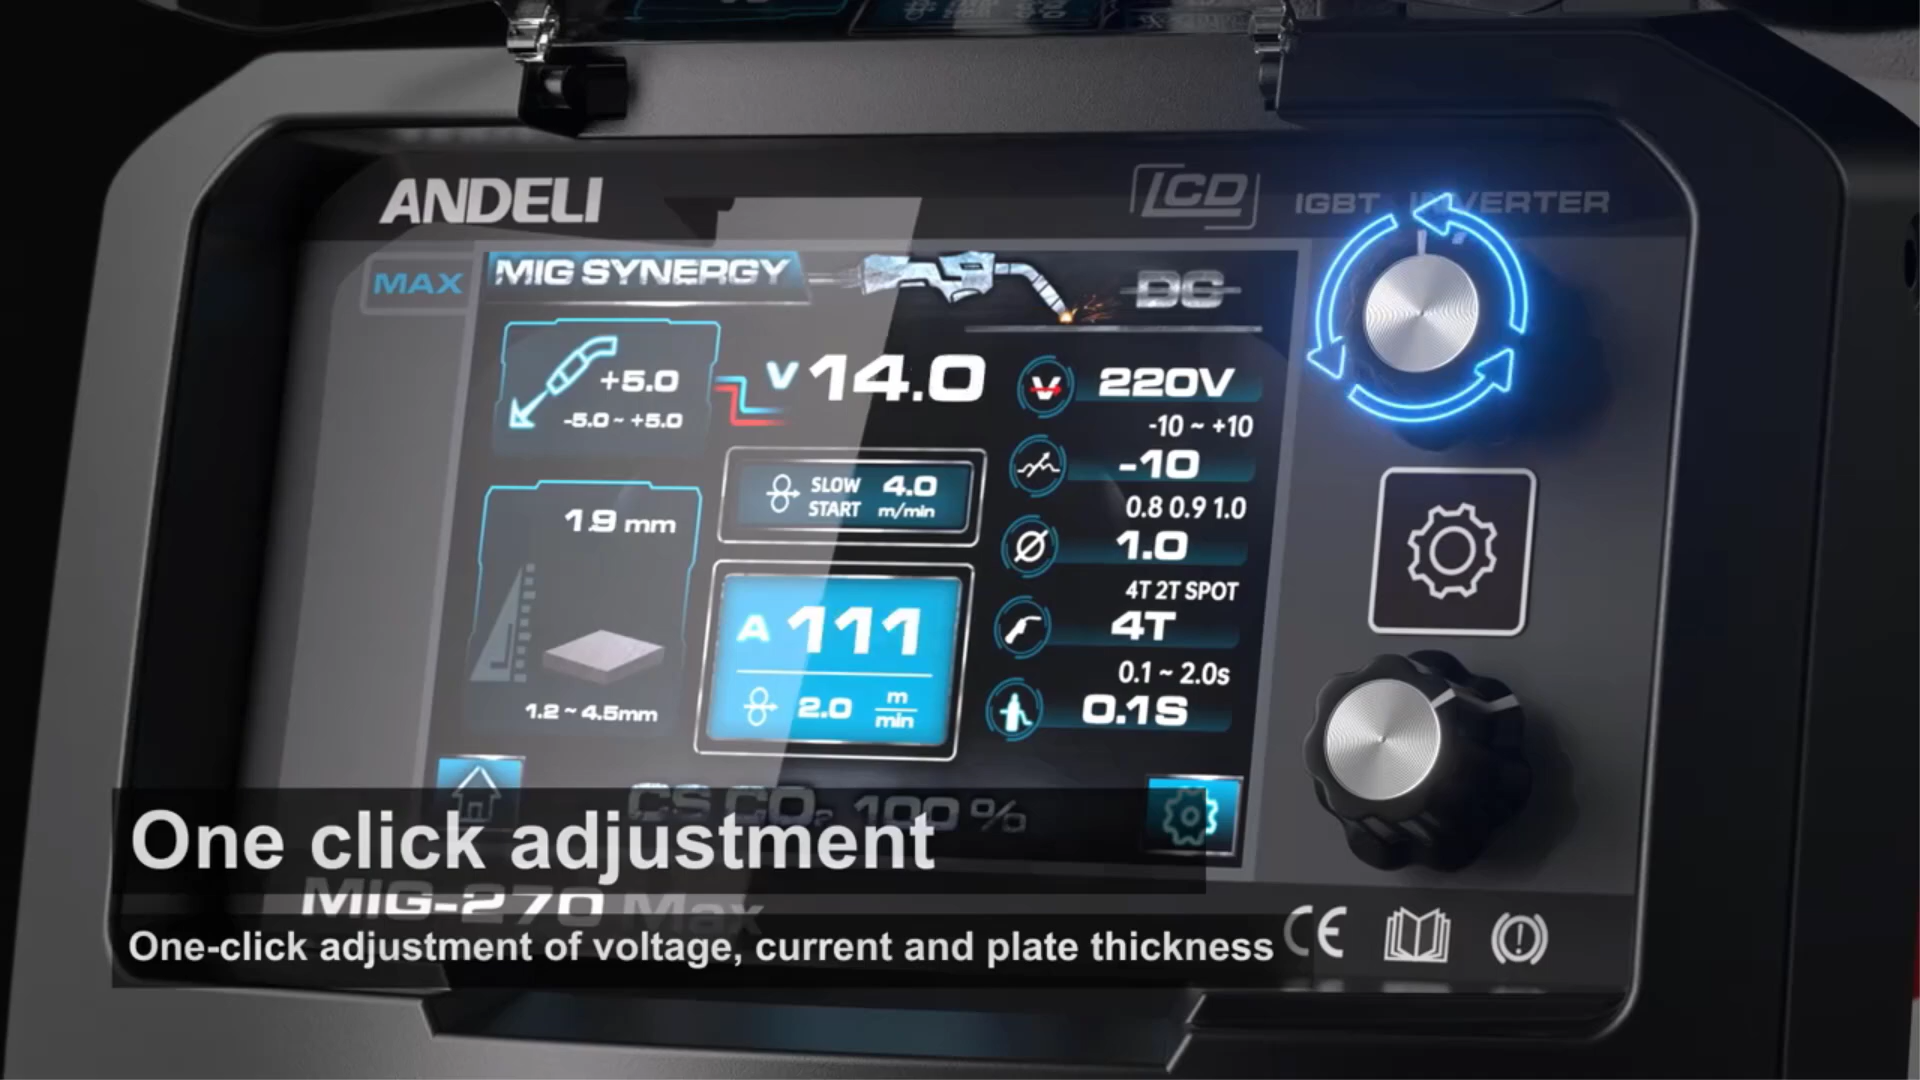 ANDELI
LCD
IGBT INVERTER
MAX
MIG SYNERGY
DC
+5.0
-5.0 ~ +5.0
V 14.0
220V
-10 ~ +10
-10
SLOW START 4.0 m/min
0.8 0.9 1.0
1.0
1.9 mm
4T 2T SPOT
4T
A 111
0.1 ~ 2.0s
2.0 m/min
0.1S
1.2 ~ 4.5mm
CS CO₂ 100 %
One click adjustment
MIG-270 Max
One-click adjustment of voltage, current and plate thickness
CE